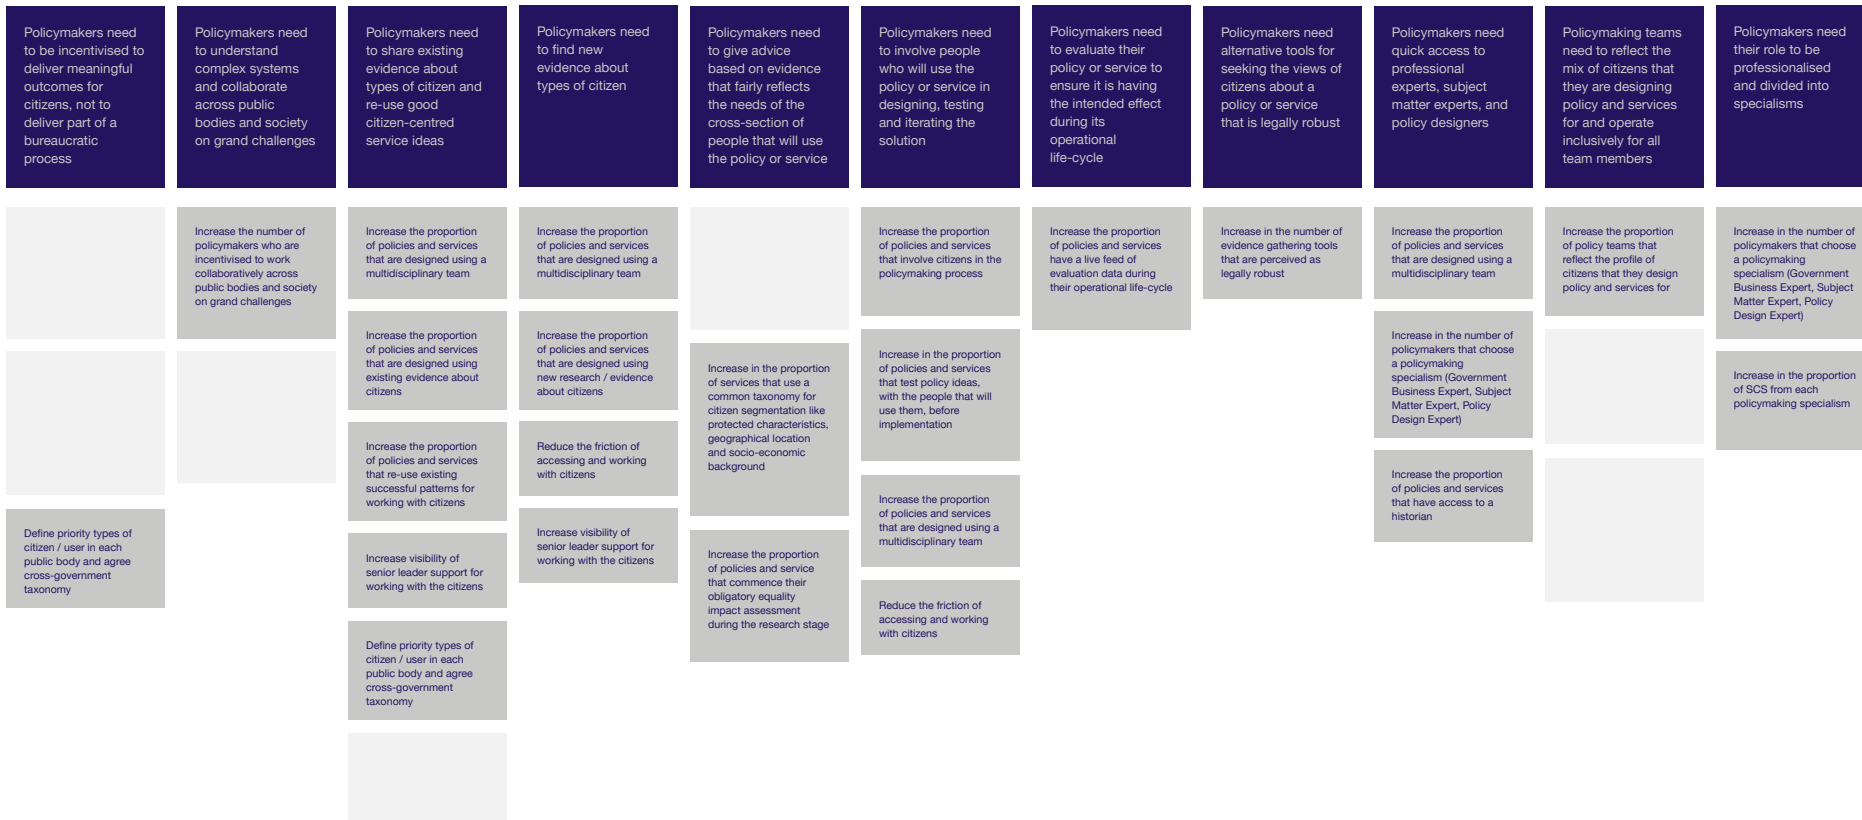 Policymakers need
to be incentivised to
deliver meaningful
outcomes for
citizens, not to
deliver part of a
bureaucratic
process
Policymakers need
to understand
complex systems
and collaborate
across public
bodies and society
on grand challenges
Policymakers need
to share existing
evidence about
types of citizen and
re-use good
citizen-centred
service ideas
Policymakers need
to find new
evidence about
types of citizen
Policymakers need
to give advice
based on evidence
that fairly reflects
the needs of the
cross-section of
people that will use
the policy or service
Policymakers need
to involve people
who will use the
policy or service in
designing, testing
and iterating the
solution
Policymakers need
to evaluate their
policy or service to
ensure it is having
the intended effect
during its
operational
life-cycle
Policymakers need
alternative tools for
seeking the views of
citizens about a
policy or service
that is legally robust
Policymakers need
quick access to
professional
experts, subject
matter experts, and
policy designers
Policymaking teams
need to reflect the
mix of citizens that
they are designing
policy and services
for and operate
inclusively for all
team members
Policymakers need
their role to be
professionalised
and divided into
specialisms
Define priority types of
citizen / user in each
public body and agree
cross-government
taxonomy
Increase the number of
policymakers who are
incentivised to work
collaboratively across
public bodies and society
on grand challenges
Increase the proportion
of policies and services
that are designed using a
multidisciplinary team
Increase the proportion
of policies and services
that are designed using
existing evidence about
citizens
Increase the proportion
of policies and services
that re-use existing
successful patterns for
working with citizens
Increase visibility of
senior leader support for
working with the citizens
Define priority types of
citizen / user in each
public body and agree
cross-government
taxonomy
Increase the proportion
of policies and services
that are designed using a
multidisciplinary team
Increase the proportion
of policies and services
that are designed using
new research / evidence
about citizens
Reduce the friction of
accessing and working
with citizens
Increase visibility of
senior leader support for
working with the citizens
Increase in the proportion
of services that use a
common taxonomy for
citizen segmentation like
protected characteristics,
geographical location
and socio-economic
background
Increase the proportion
of policies and service
that commence their
obligatory equality
impact assessment
during the research stage
Increase the proportion
of policies and services
that involve citizens in the
policymaking process
Increase in the proportion
of policies and services
that test policy ideas,
with the people that will
use them, before
implementation
Increase the proportion
of policies and services
that are designed using a
multidisciplinary team
Reduce the friction of
accessing and working
with citizens
Increase the proportion
of policies and services
have a live feed of
evaluation data during
their operational life-cycle
Increase in the number of
evidence gathering tools
that are perceived as
legally robust
Increase the proportion
of policies and services
that are designed using a
multidisciplinary team
Increase in the number of
policymakers that choose
a policymaking
specialism (Government
Business Expert, Subject
Matter Expert, Policy
Design Expert)
Increase the proportion
of policies and services
that have access to a
historian
Increase the proportion
of policy teams that
reflect the profile of
citizens that they design
policy and services for
Increase in the number of
policymakers that choose
a policymaking
specialism (Government
Business Expert, Subject
Matter Expert, Policy
Design Expert)
Increase in the proportion
of SCS from each
policymaking specialism